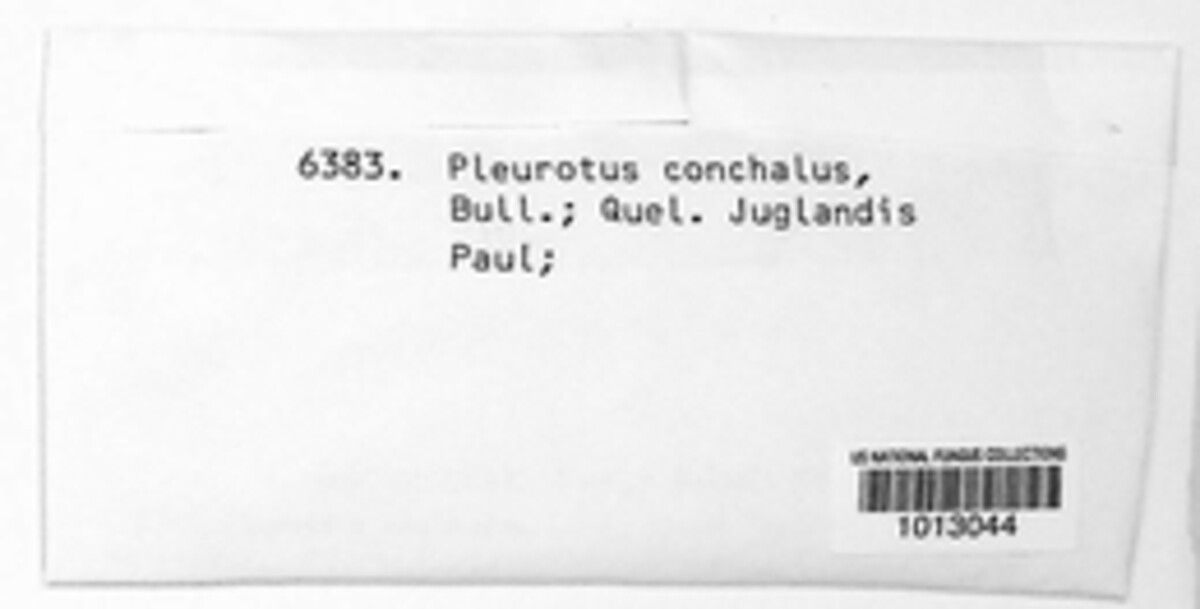 6383. Pleurotus conchalus,
Bull.; Quel. Juglandis
Paul;
US NATIONAL FUNGUS COLLECTIONS
1013044